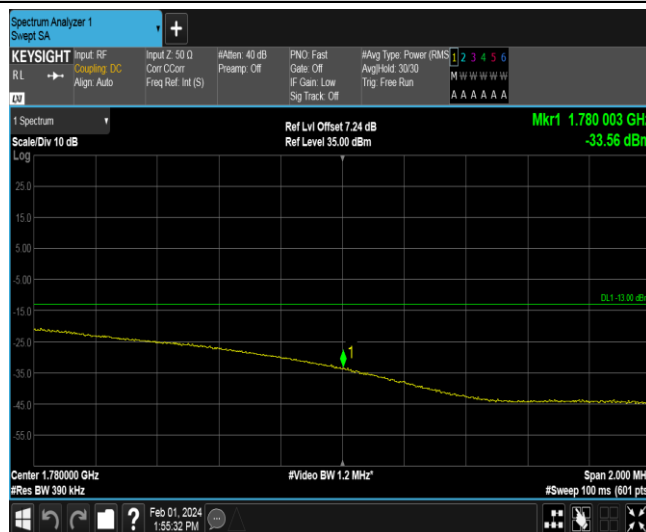 Spectrum Analyzer 1
Swept SA
+
KEYSIGHT Input: RF Input Z: 50 Ω #Atten: 40 dB PNO: Fast #Avg Type: Power (RMS 1 2 3 4 5 6
RL Coupling: DC Corr CCorr Preamp: Off Gate: Off Avg|Hold: 30/30 M W W W W W
Align: Auto Freq Ref: Int (S) IF Gain: Low Trig: Free Run
LXI Sig Track: Off A A A A A A
1 Spectrum Ref Lvl Offset 7.24 dB Mkr1 1.780 003 GHz
Scale/Div 10 dB Ref Level 35.00 dBm -33.56 dBm
Log
25.0
15.0
5.00
-5.00
DL1 -13.00 dBm
-15.0
-25.0
1
-35.0
-45.0
-55.0
Center 1.780000 GHz #Video BW 1.2 MHz* Span 2.000 MH
#Res BW 390 kHz #Sweep 100 ms (601 pts
? Feb 01, 2024
1:55:32 PM